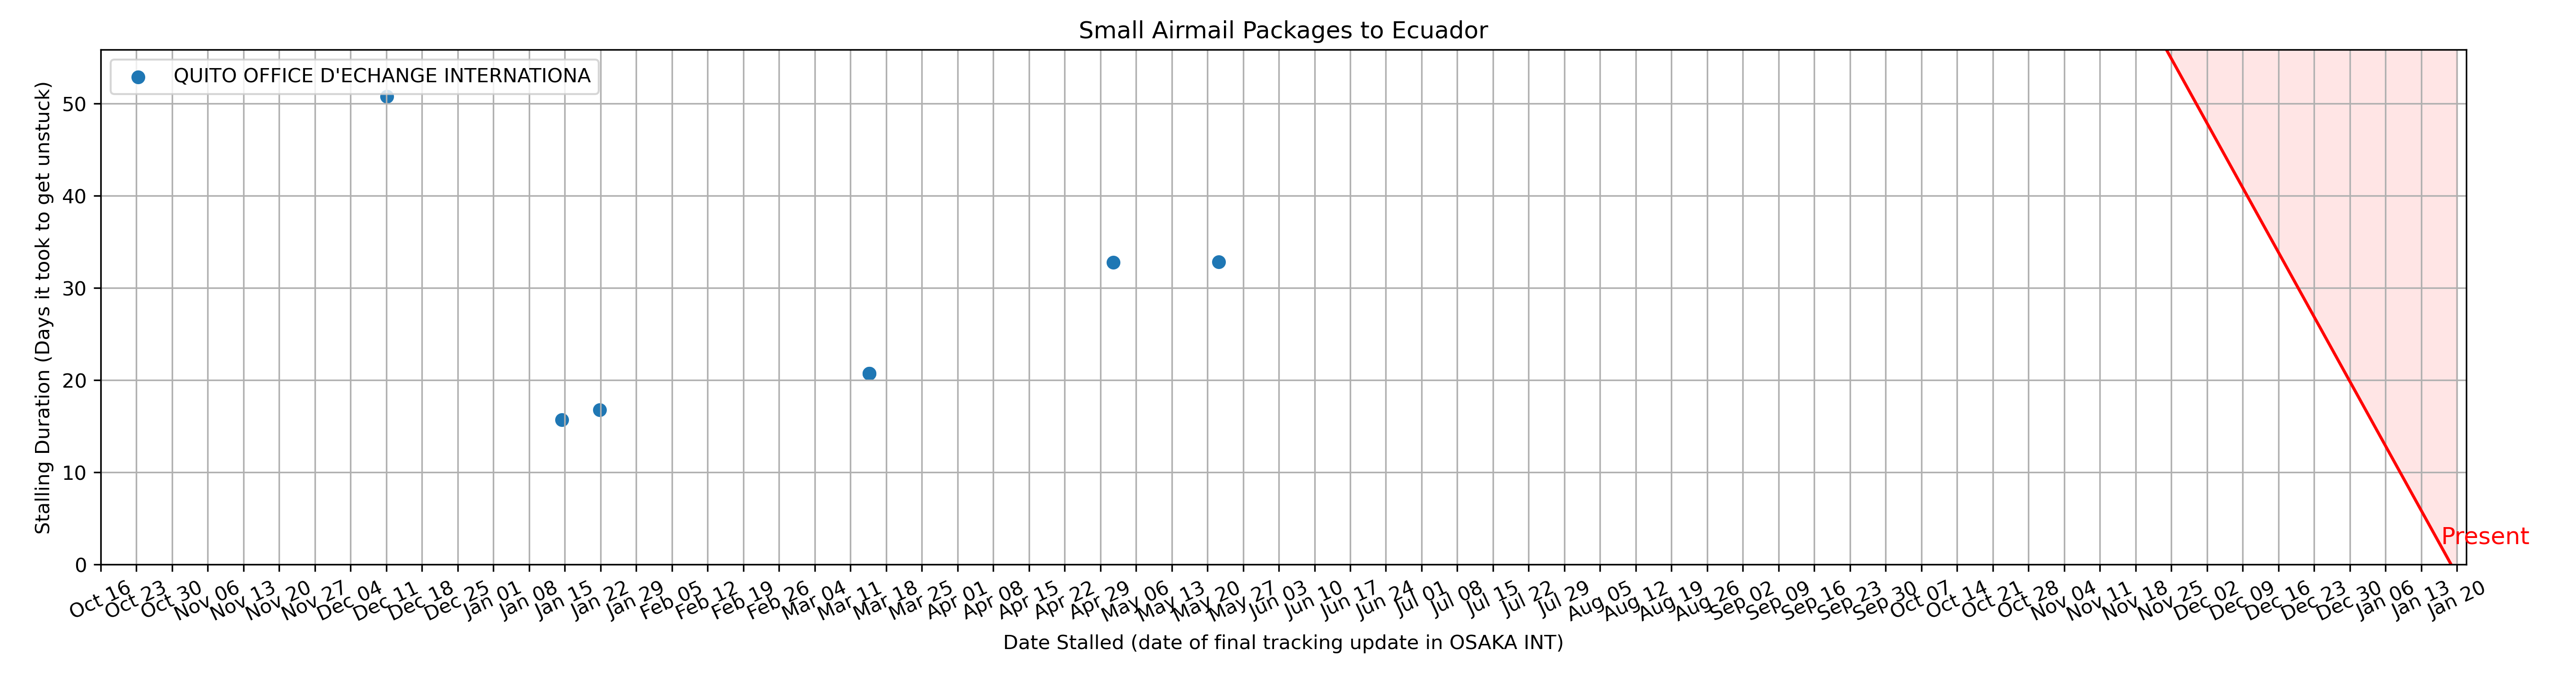 Small Airmail Packages to Ecuador
QUITO OFFICE D'ECHANGE INTERNATIONA
Stalling Duration (Days it took to get unstuck)
50
40
30
20
10
0
Present
Oct 16 Oct 23 Oct 30 Nov 06 Nov 13 Nov 20 Nov 27 Dec 04 Dec 11 Dec 18 Dec 25 Jan 01 Jan 08 Jan 15 Jan 22 Jan 29 Feb 05 Feb 12 Feb 19 Feb 26 Mar 04 Mar 11 Mar 18 Mar 25 Apr 01 Apr 08 Apr 15 Apr 22 Apr 29 May 06 May 13 May 20 May 27 Jun 03 Jun 10 Jun 17 Jun 24 Jul 01 Jul 08 Jul 15 Jul 22 Jul 29 Aug 05 Aug 12 Aug 19 Aug 26 Sep 02 Sep 09 Sep 16 Sep 23 Sep 30 Oct 07 Oct 14 Oct 21 Oct 28 Nov 04 Nov 11 Nov 18 Nov 25 Dec 02 Dec 09 Dec 16 Dec 23 Dec 30 Jan 06 Jan 13 Jan 20
Date Stalled (date of final tracking update in OSAKA INT)